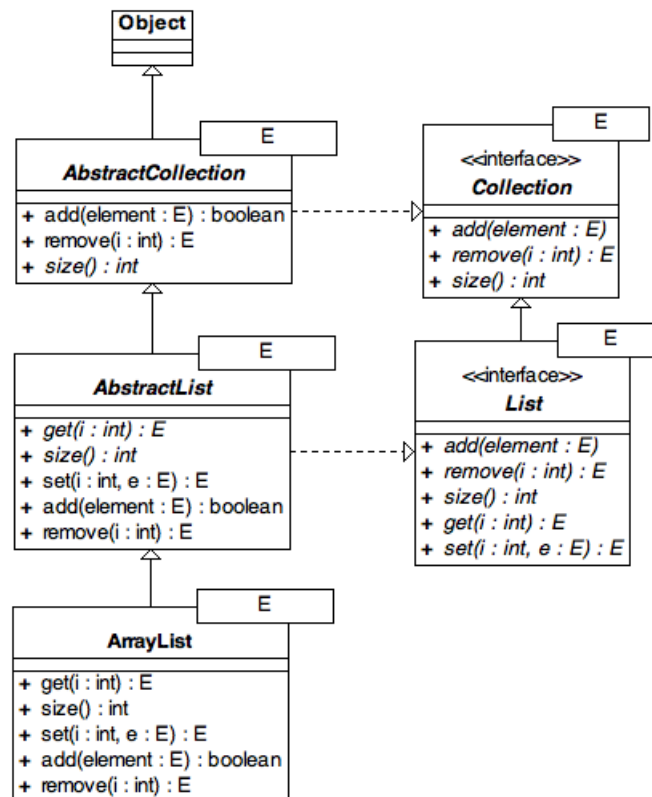 Object
E
AbstractCollection
+ add(element : E) : boolean
+ remove(i : int) : E
+ size() : int
E
<<interface>>
Collection
+ add(element : E)
+ remove(i : int) : E
+ size() : int
E
AbstractList
+ get(i : int) : E
+ size() : int
+ set(i : int, e : E) : E
+ add(element : E) : boolean
+ remove(i : int) : E
E
<<interface>>
List
+ add(element : E)
+ remove(i : int) : E
+ size() : int
+ get(i : int) : E
+ set(i : int, e : E) : E
E
ArrayList
+ get(i : int) : E
+ size() : int
+ set(i : int, e : E) : E
+ add(element : E) : boolean
+ remove(i : int) : E